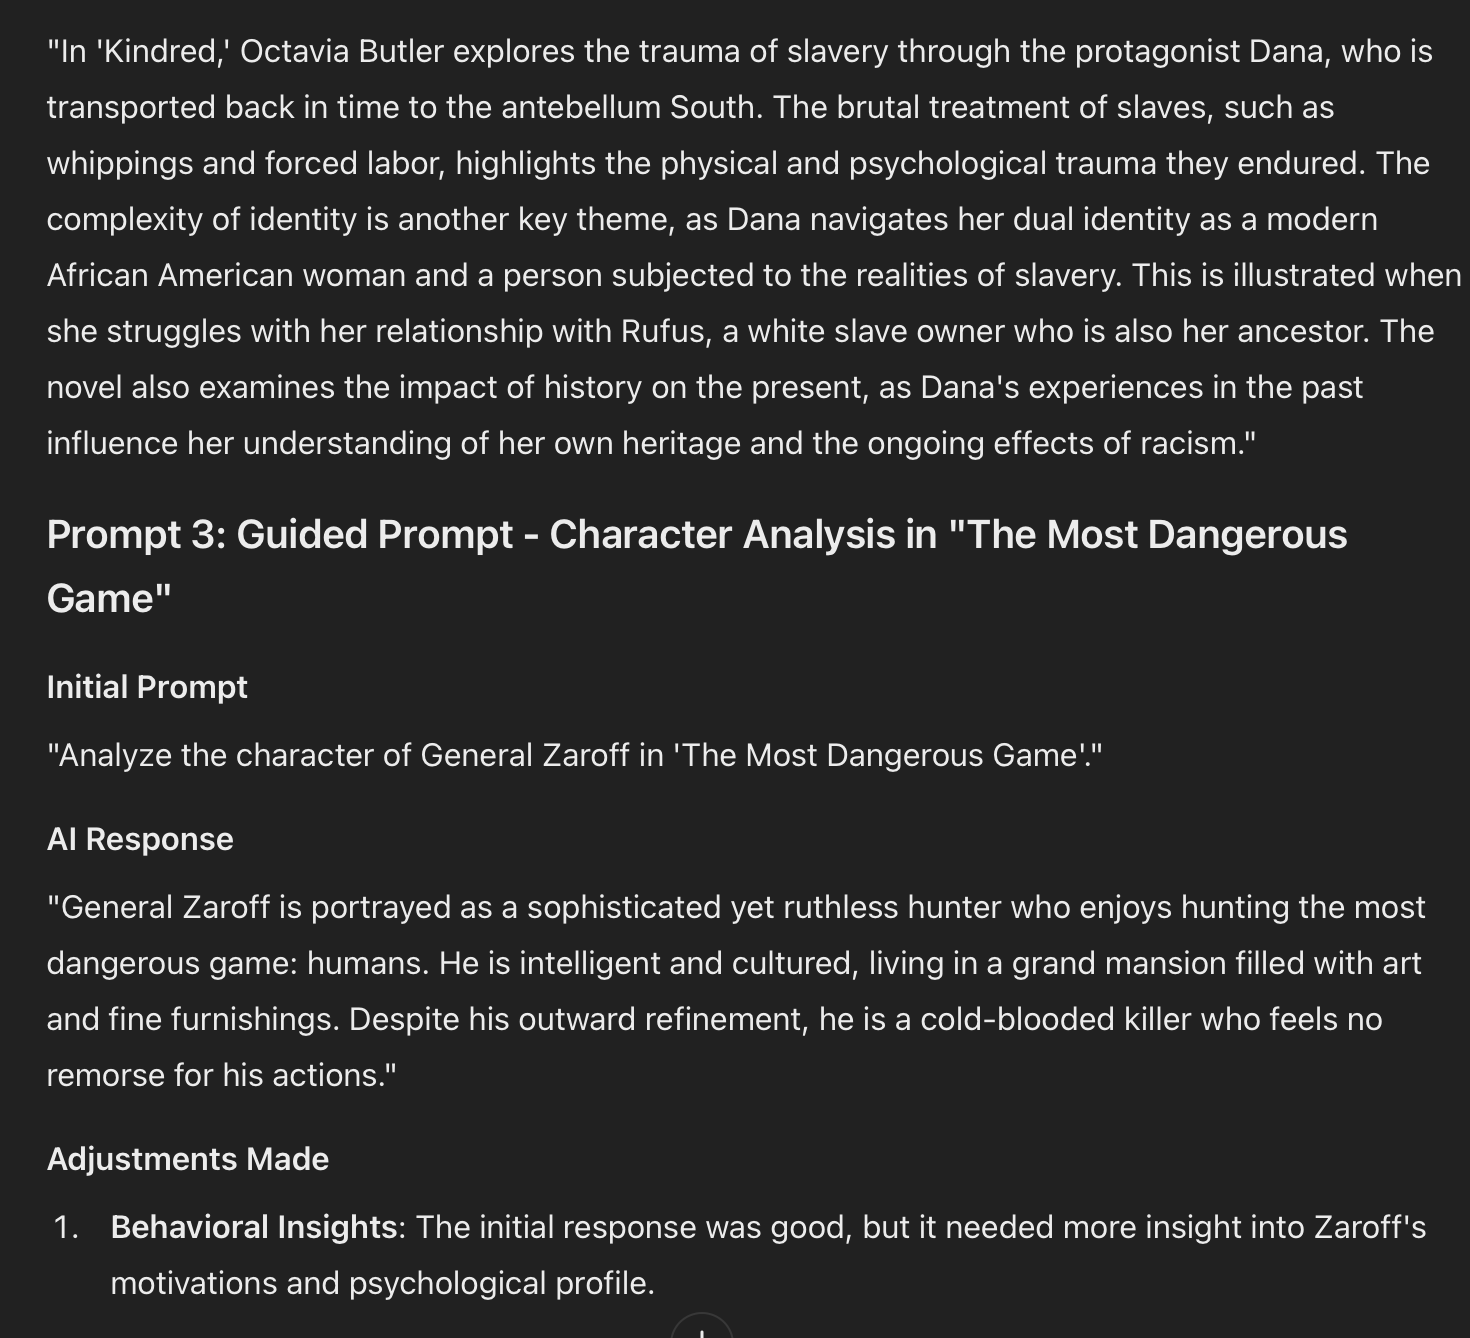 "In 'Kindred,' Octavia Butler explores the trauma of slavery through the protagonist Dana, who is
transported back in time to the antebellum South. The brutal treatment of slaves, such as
whippings and forced labor, highlights the physical and psychological trauma they endured. The
complexity of identity is another key theme, as Dana navigates her dual identity as a modern
African American woman and a person subjected to the realities of slavery. This is illustrated when
she struggles with her relationship with Rufus, a white slave owner who is also her ancestor. The
novel also examines the impact of history on the present, as Dana's experiences in the past
influence her understanding of her own heritage and the ongoing effects of racism."
Prompt 3: Guided Prompt - Character Analysis in "The Most Dangerous
Game"
Initial Prompt
"Analyze the character of General Zaroff in 'The Most Dangerous Game'."
AI Response
"General Zaroff is portrayed as a sophisticated yet ruthless hunter who enjoys hunting the most
dangerous game: humans. He is intelligent and cultured, living in a grand mansion filled with art
and fine furnishings. Despite his outward refinement, he is a cold-blooded killer who feels no
remorse for his actions."
Adjustments Made
1. Behavioral Insights: The initial response was good, but it needed more insight into Zaroff's
motivations and psychological profile.